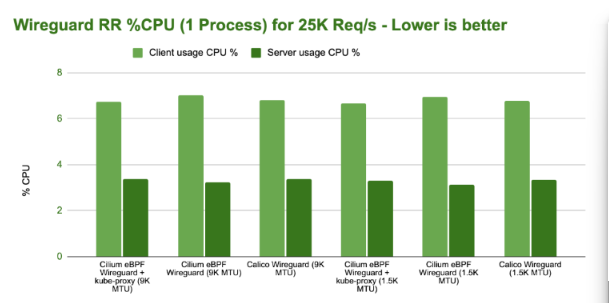 Wireguard RR %CPU (1 Process) for 25K Req/s - Lower is better
Client usage CPU %
Server usage CPU %
8
6
4
2
0
% CPU
Cilium eBPF
Wireguard +
kube-proxy (9K
MTU)
Cilium eBPF
Wireguard (9K MTU)
Calico Wireguard (9K
MTU)
Cilium eBPF
Wireguard +
kube-proxy (1.5K
MTU)
Cilium eBPF
Wireguard (1.5K
MTU)
Calico Wireguard
(1.5K MTU)